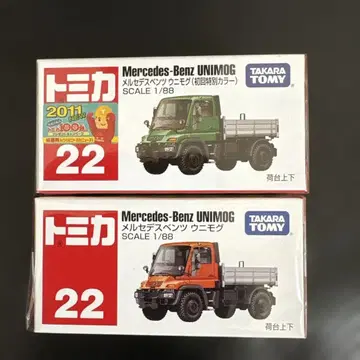 トミカ
2011
22
Mercedes-Benz UNIMOG
メルセデスベンツ ウニモグ(初回特別カラー)
SCALE 1/88
TAKARA
TOMY
荷台上下
トミカ
22
Mercedes-Benz UNIMOG
メルセデスベンツ ウニモグ
SCALE 1/88
TAKARA
TOMY
荷台上下